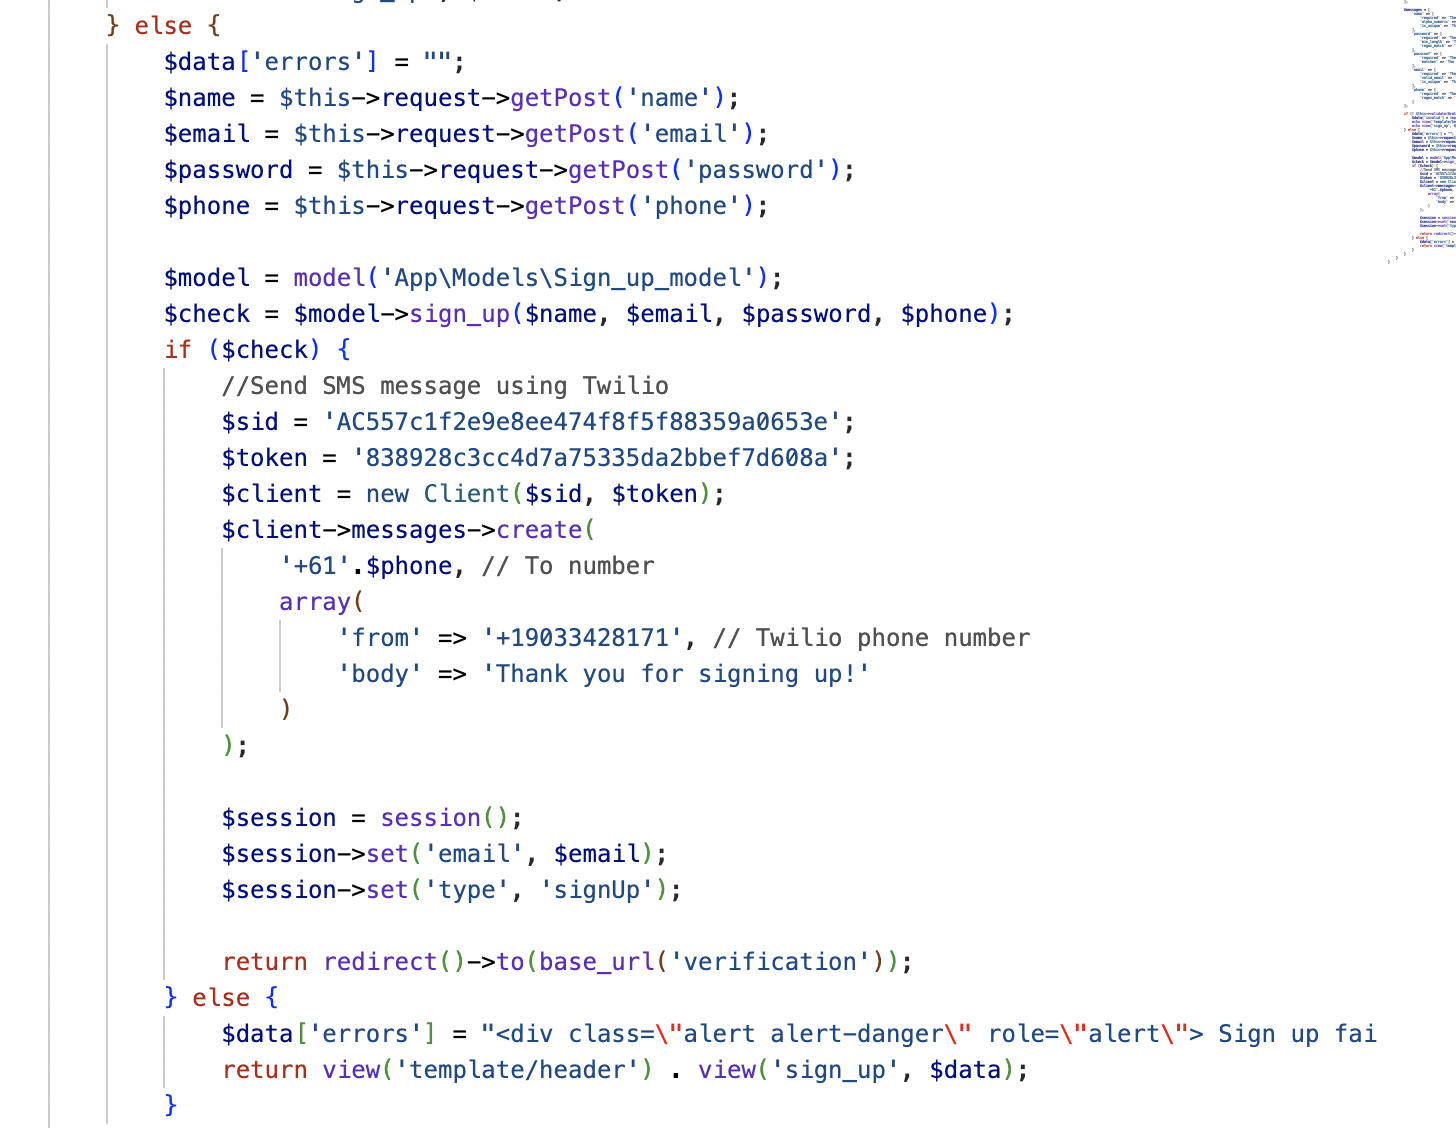 } else {
$data['errors'] = "";
$name = $this->request->getPost('name');
$email = $this->request->getPost('email');
$password = $this->request->getPost('password');
$phone = $this->request->getPost('phone');
$model = model('App\Models\Sign_up_model');
$check = $model->sign_up($name, $email, $password, $phone);
if ($check) {
//Send SMS message using Twilio
$sid = 'AC557c1f2e9e8ee474f8f5f88359a0653e';
$token = '838928c3cc4d7a75335da2bbef7d608a';
$client = new Client($sid, $token);
$client->messages->create(
'+61'.$phone, // To number
array(
'from' => '+19033428171', // Twilio phone number
'body' => 'Thank you for signing up!'
)
);
$session = session();
$session->set('email', $email);
$session->set('type', 'signUp');
return redirect()->to(base_url('verification'));
} else {
$data['errors'] = "<div class=\"alert alert-danger\" role=\"alert\"> Sign up fai
return view('template/header') . view('sign_up', $data);
}